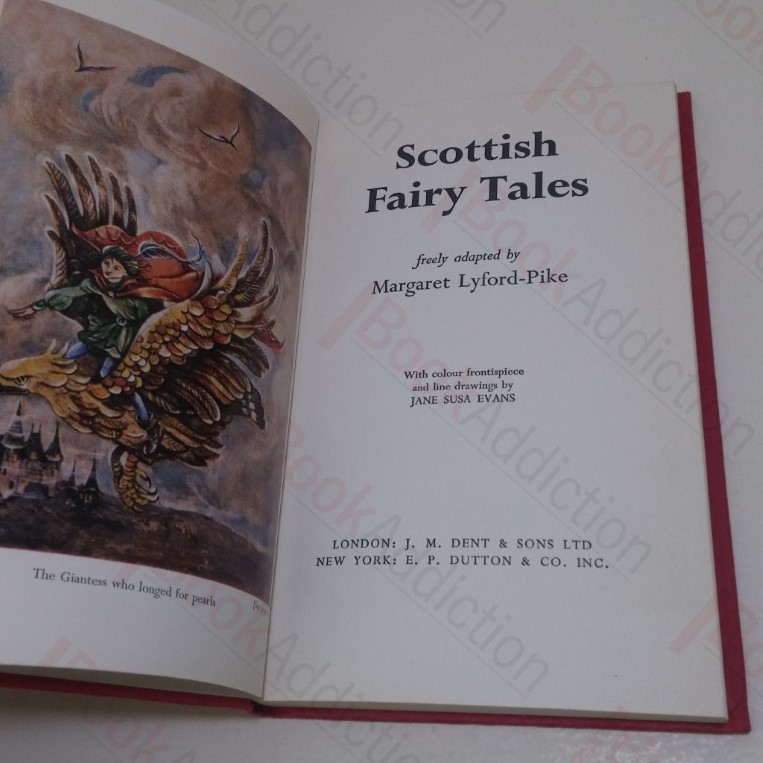 The Giantess who longed for pearls
Scottish
Fairy Tales
freely adapted by
Margaret Lyford-Pike
With colour frontispiece
and line drawings by
JANE SUSA EVANS
LONDON: J. M. DENT & SONS LTD
NEW YORK: E. P. DUTTON & CO. INC.
BookAddiction